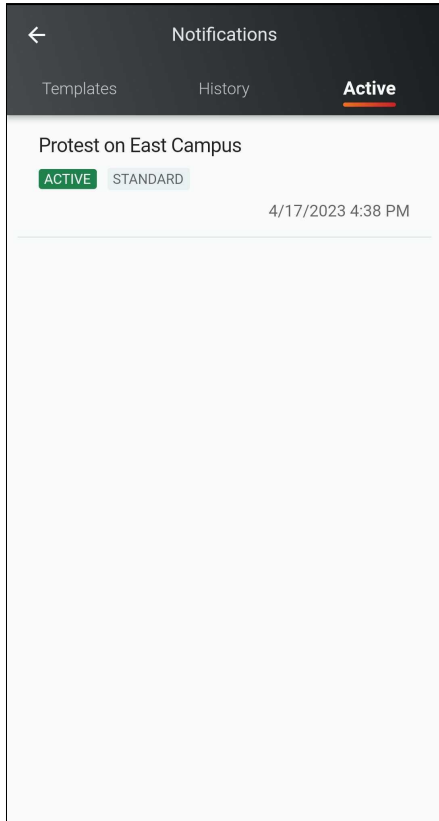 Notifications
Templates History Active
Protest on East Campus
ACTIVE STANDARD
4/17/2023 4:38 PM